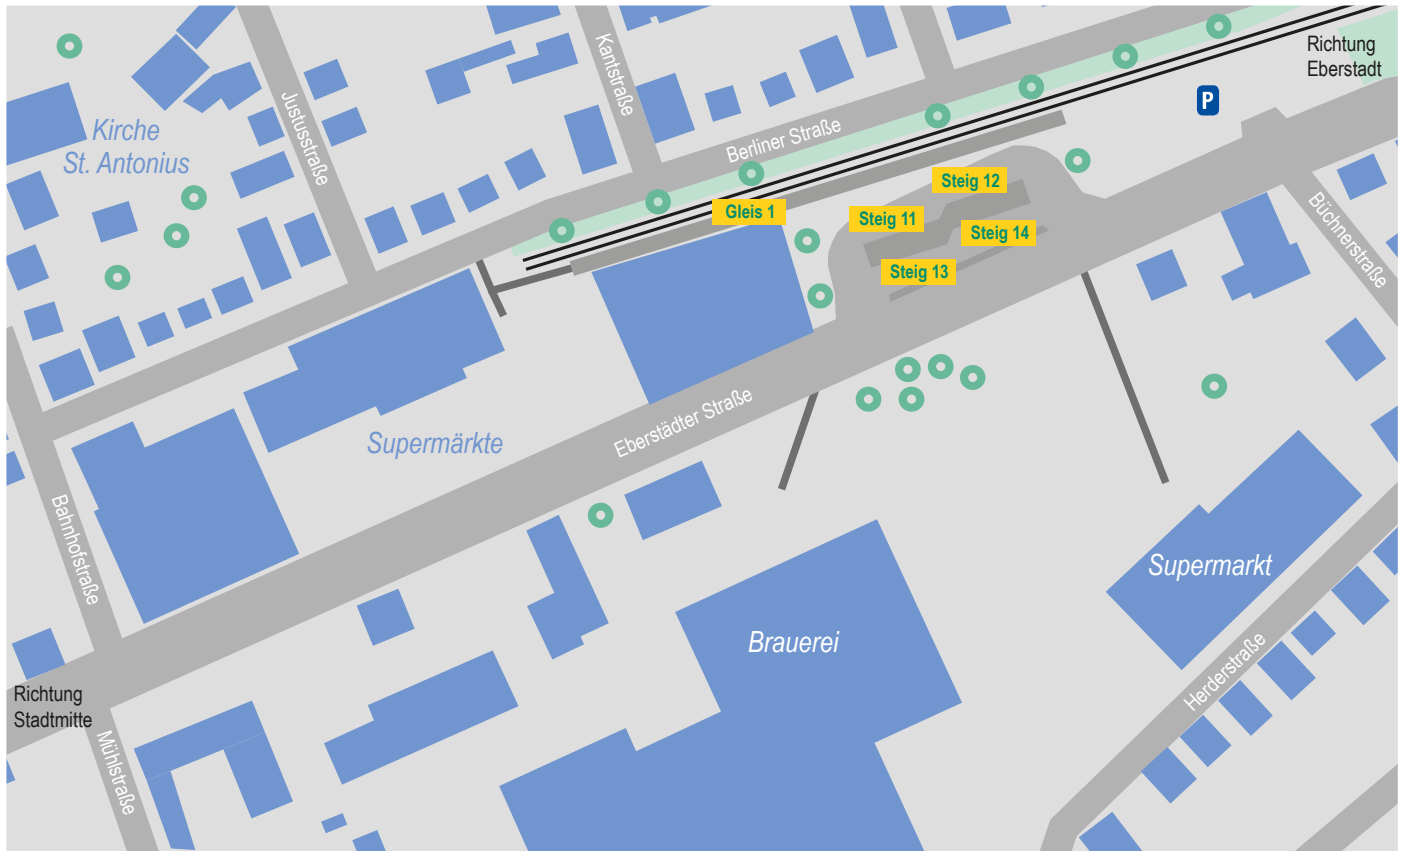 Richtung
Eberstadt
P
Kantstraße
Justusstraße
Kirche
St. Antonius
Berliner Straße
Steig 12
Gleis 1
Steig 11
Steig 14
Steig 13
Büchnerstraße
Eberstädter Straße
Supermärkte
Bahnhofstraße
Supermarkt
Brauerei
Herderstraße
Richtung
Stadtmitte
Mühlstraße